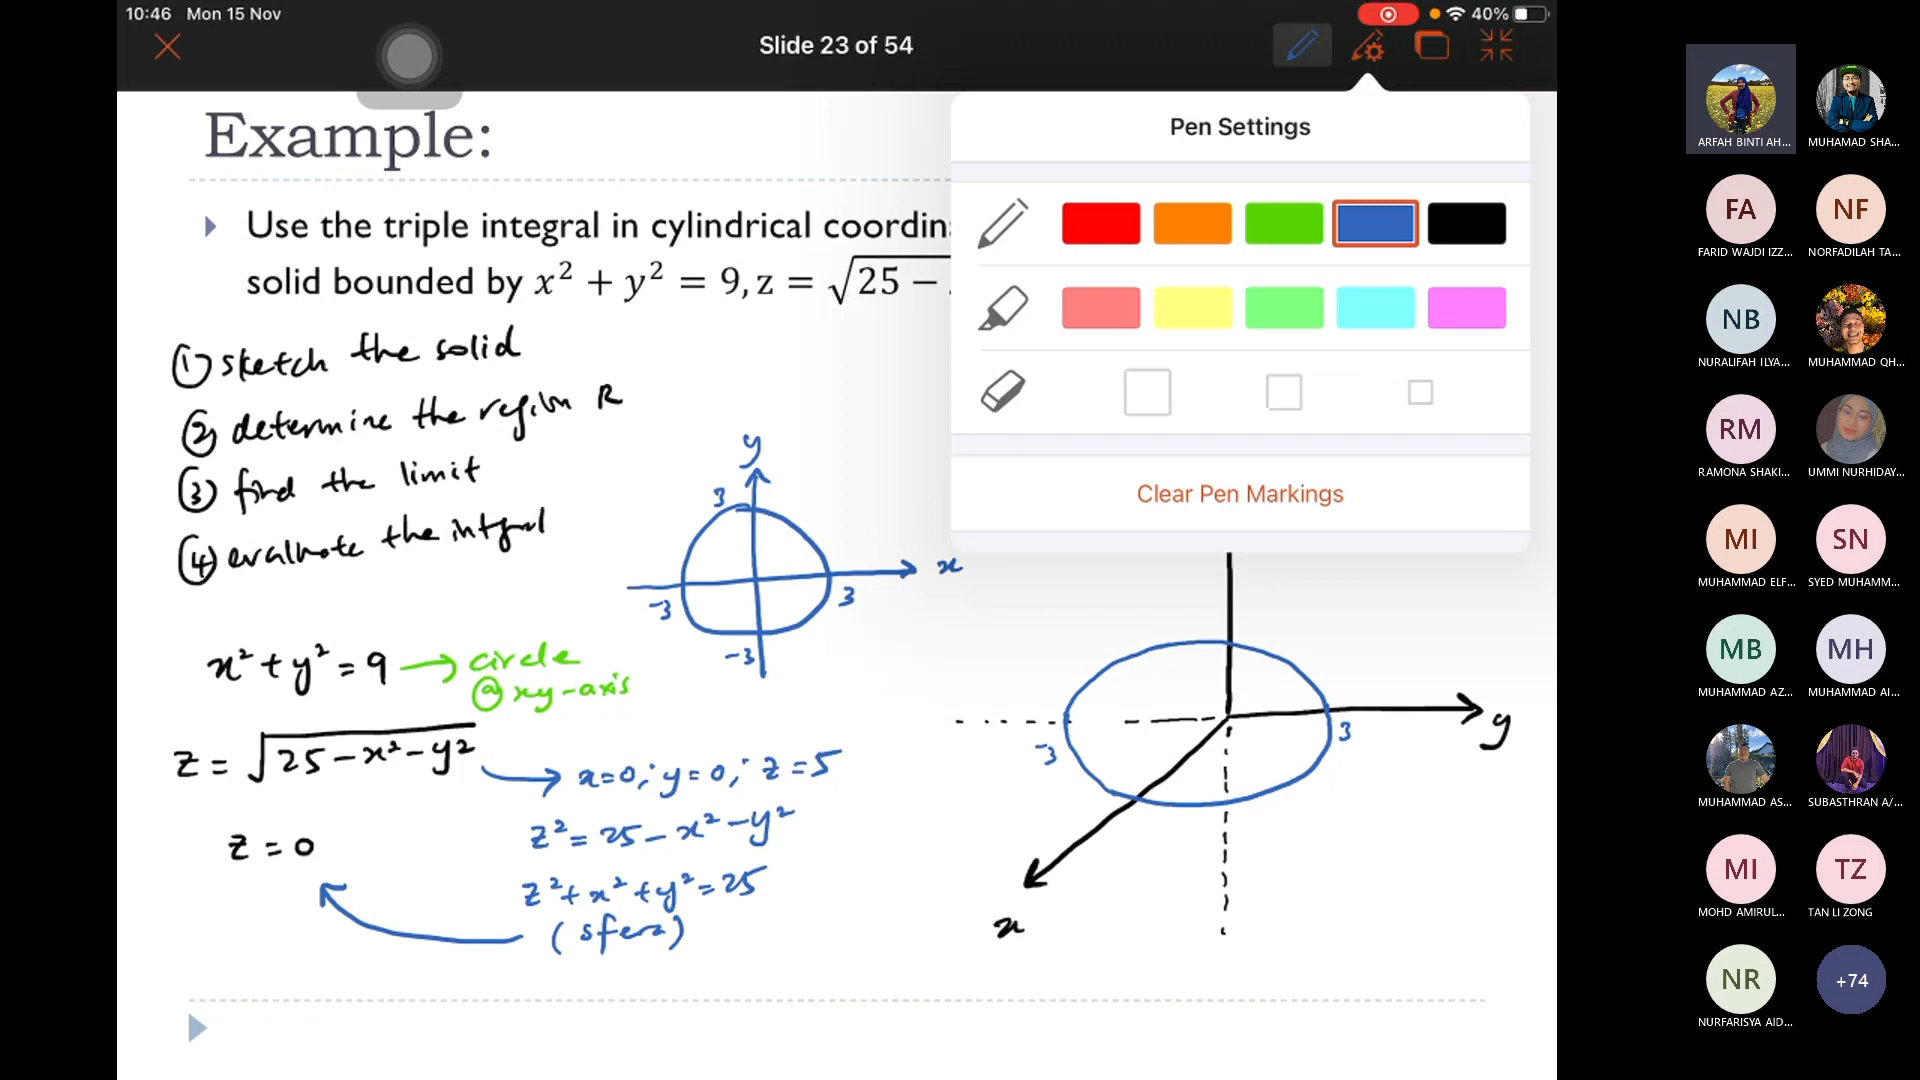 10:46 Mon 15 Nov
40%
Slide 23 of 54
Example:
Use the triple integral in cylindrical coordin
solid bounded by x² + y² = 9, z = √25 −
Pen Settings
Clear Pen Markings
① sketch the solid
② determine the region R
③ find the limit
④ evaluate the intgral
y
3
x
-3
3
-3
x² + y² = 9 → circle
@ xy-axis
z = √25 - x² - y²
x=0; y=0; z=5
z² = 25 - x² - y²
z = 0
z² + x² + y² = 25
(sfera)
y
-3
3
x
ARFAH BINTI AH...
MUHAMAD SHA...
FA
NF
FARID WAJDI IZZ...
NORFADILAH TA...
NB
NURALIFAH ILYA...
MUHAMMAD QH...
RM
RAMONA SHAKI...
UMMI NURHIDAY...
MI
SN
MUHAMMAD ELF...
SYED MUHAMM...
MB
MH
MUHAMMAD AZ...
MUHAMMAD AI...
MUHAMMAD AS...
SUBASTHRAN A/...
MI
TZ
MOHD AMIRUL...
TAN LI ZONG
NR
+74
NURFARISYA AID...